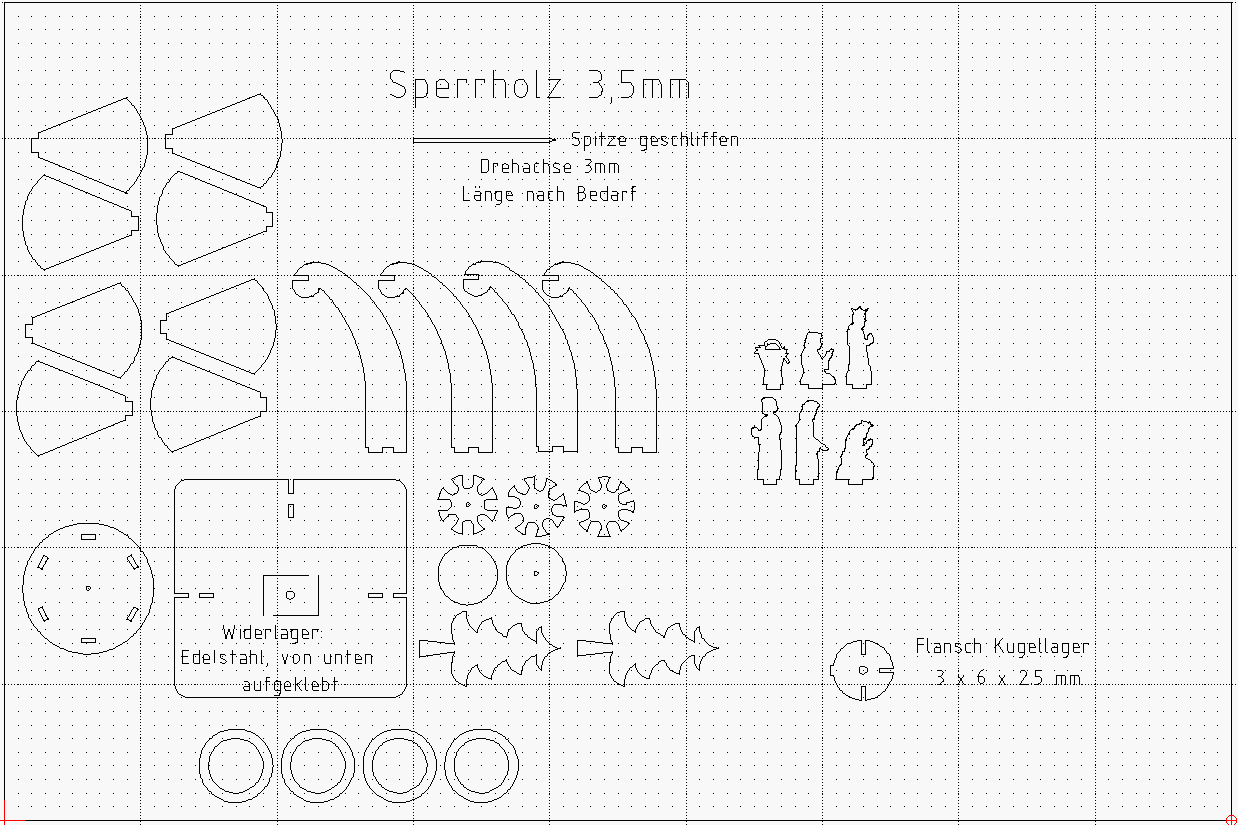 Sperrholz 3,5mm
Spitze geschliffen
Drehachse 3mm
Länge nach Bedarf
Widerlager:
Edelstahl, von unten
aufgeklebt
Flansch Kugellager
3 x 6 x 2.5 mm